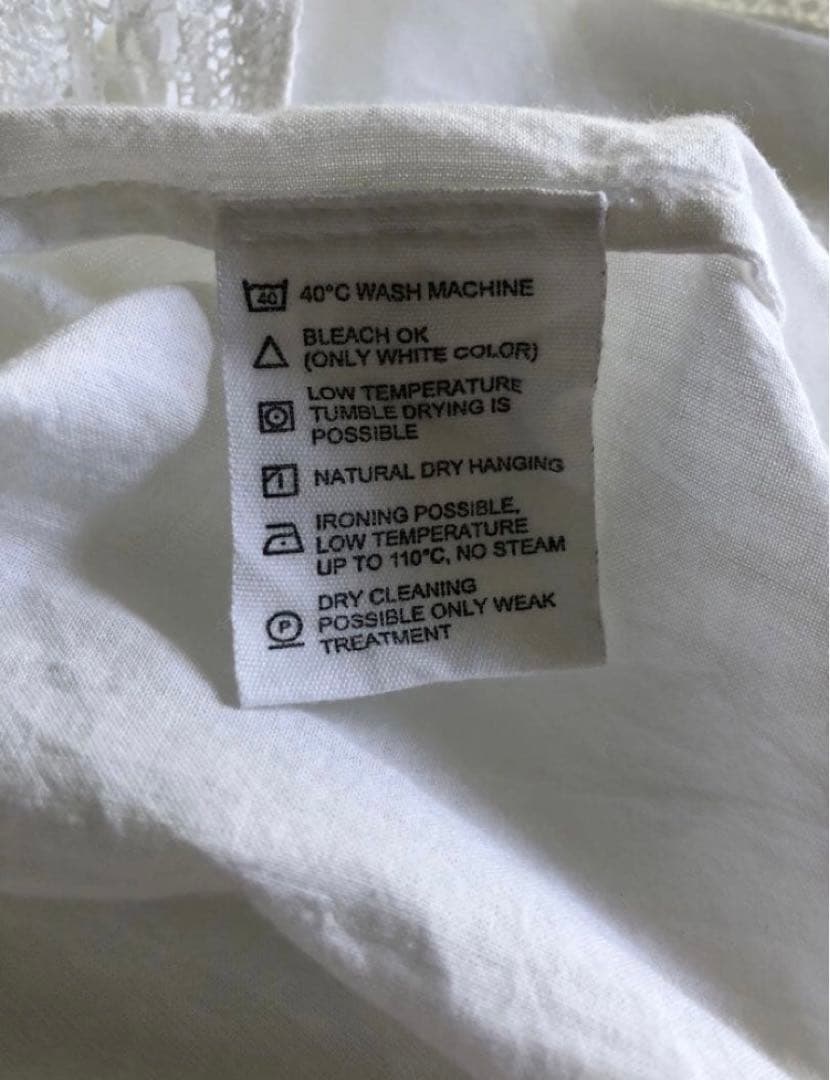 40 40°C WASH MACHINE
BLEACH OK
(ONLY WHITE COLOR)
LOW TEMPERATURE
TUMBLE DRYING IS
POSSIBLE
NATURAL DRY HANGING
IRONING POSSIBLE,
LOW TEMPERATURE
UP TO 110°C, NO STEAM
DRY CLEANING
P POSSIBLE ONLY WEAK
TREATMENT